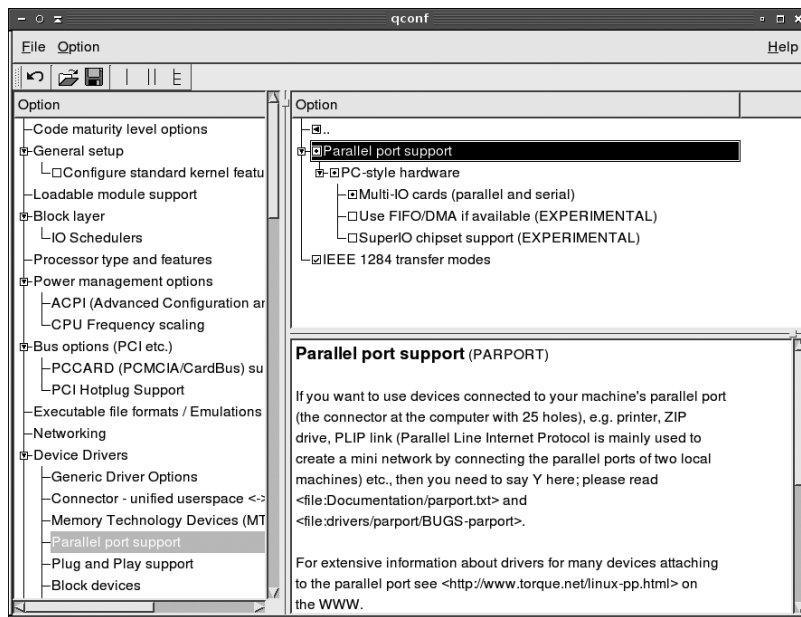 qconf
File Option Help
Option
Code maturity level options
General setup
Configure standard kernel featu
Loadable module support
Block layer
IO Schedulers
Processor type and features
Power management options
ACPI (Advanced Configuration ar
CPU Frequency scaling
Bus options (PCI etc.)
PCCARD (PCMCIA/CardBus) su
PCI Hotplug Support
Executable file formats / Emulations
Networking
Device Drivers
Generic Driver Options
Connector - unified userspace <->
Memory Technology Devices (MT
Parallel port support
Plug and Play support
Block devices
Option
..
Parallel port support
PC-style hardware
Multi-IO cards (parallel and serial)
Use FIFO/DMA if available (EXPERIMENTAL)
SuperIO chipset support (EXPERIMENTAL)
IEEE 1284 transfer modes
Parallel port support (PARPORT)
If you want to use devices connected to your machine's parallel port
(the connector at the computer with 25 holes), e.g. printer, ZIP
drive, PLIP link (Parallel Line Internet Protocol is mainly used to
create a mini network by connecting the parallel ports of two local
machines) etc., then you need to say Y here; please read
<file:Documentation/parport.txt> and
<file:drivers/parport/BUGS-parport>.
For extensive information about drivers for many devices attaching
to the parallel port see <http://www.torque.net/linux-pp.html> on
the WWW.